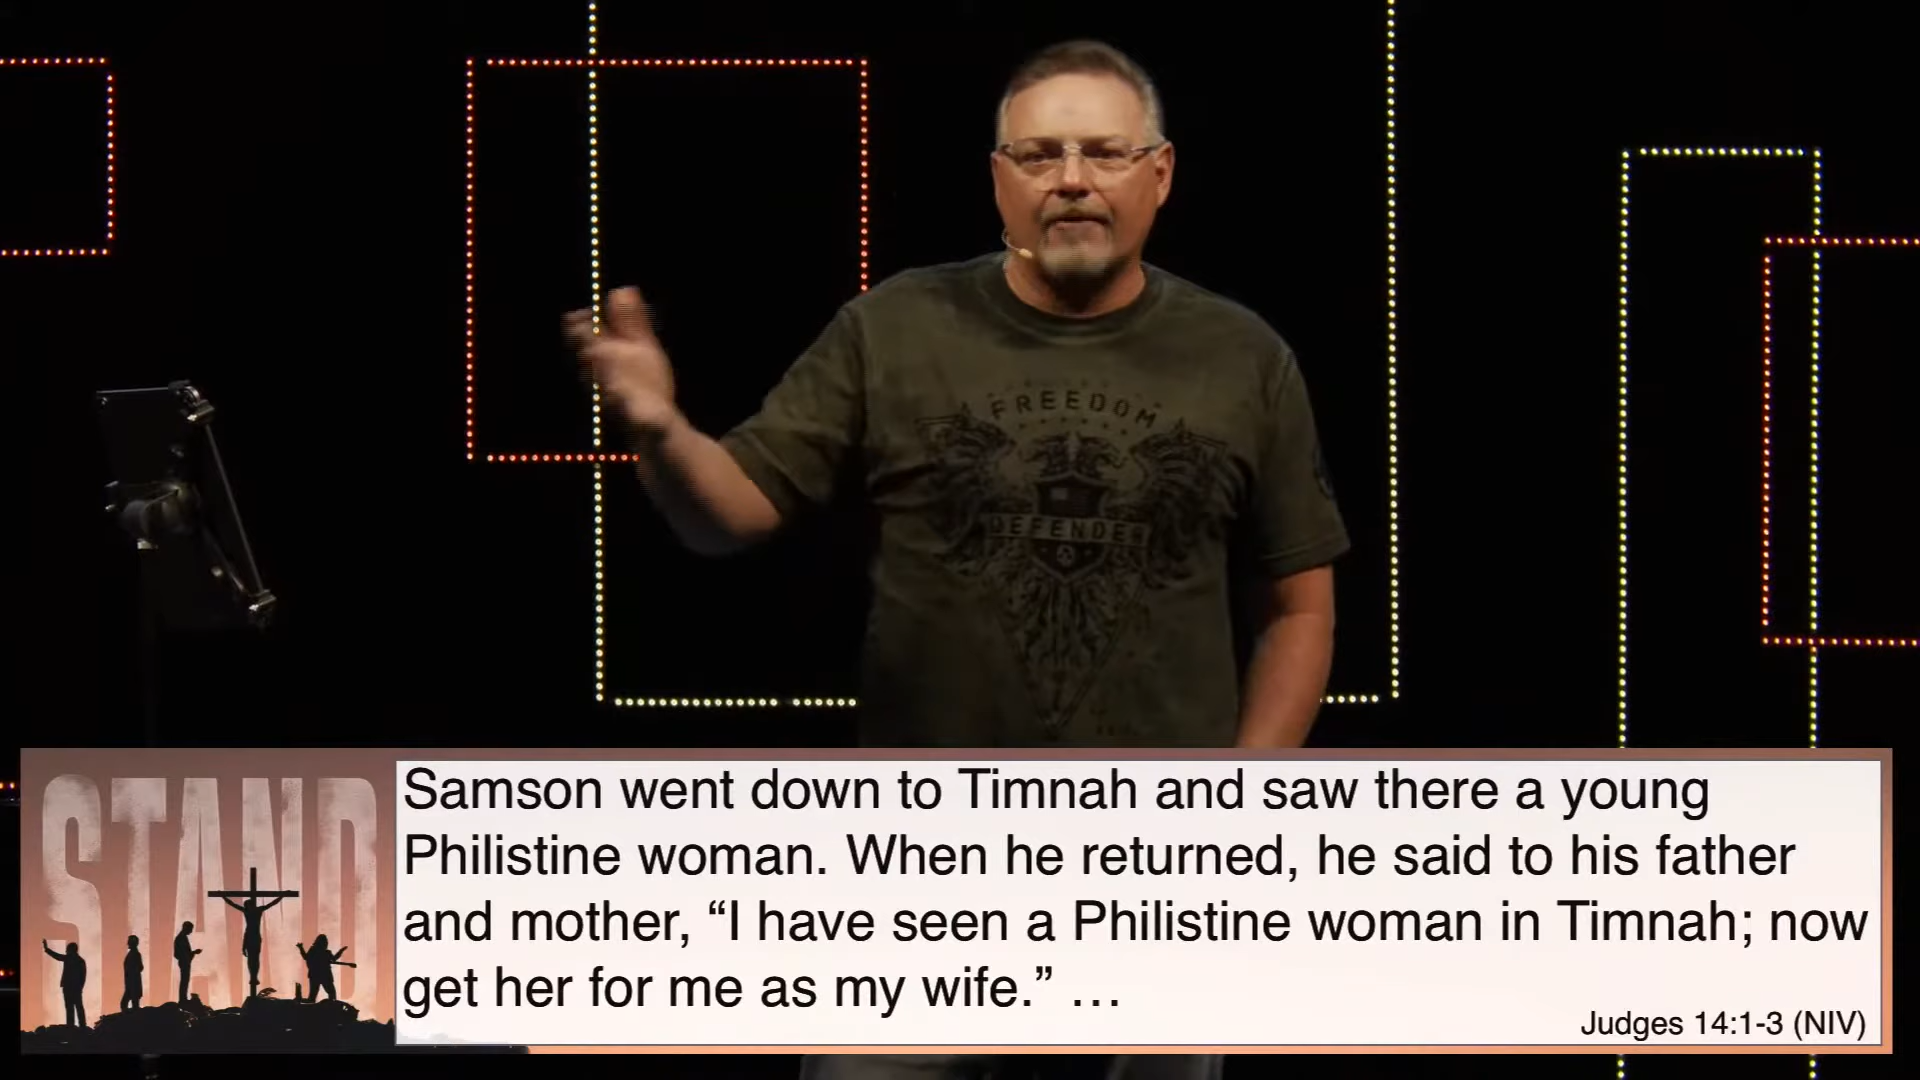 FREEDOM
DEFENDER
STAND
Samson went down to Timnah and saw there a young
Philistine woman. When he returned, he said to his father
and mother, “I have seen a Philistine woman in Timnah; now
get her for me as my wife.” …
Judges 14:1-3 (NIV)